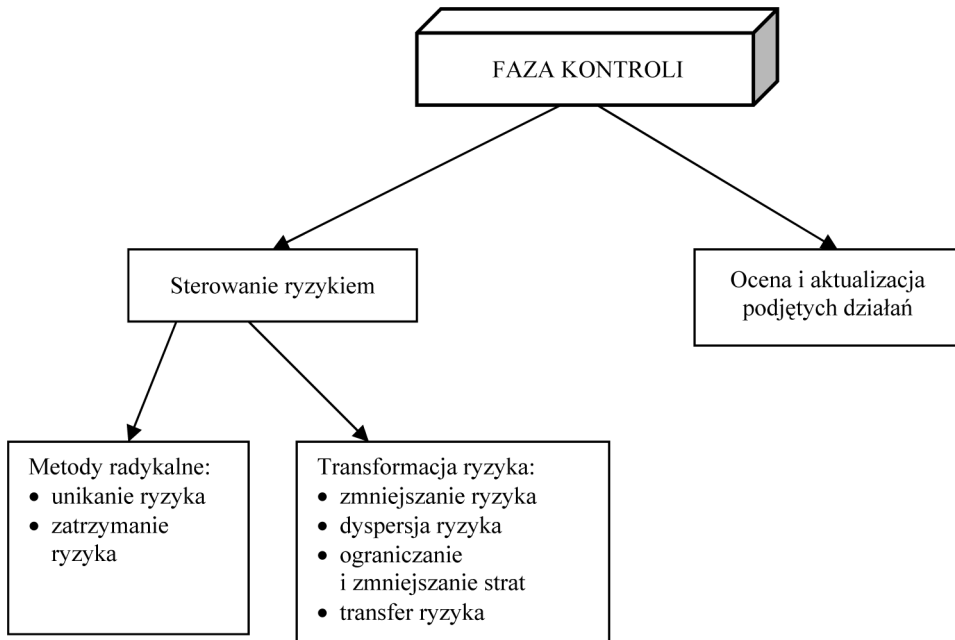 FAZA KONTROLI
Sterowanie ryzykiem
Ocena i aktualizacja
podjętych działań
Metody radykalne:
• unikanie ryzyka
• zatrzymanie
ryzyka
Transformacja ryzyka:
• zmniejszanie ryzyka
• dyspersja ryzyka
• ograniczanie
i zmniejszanie strat
• transfer ryzyka